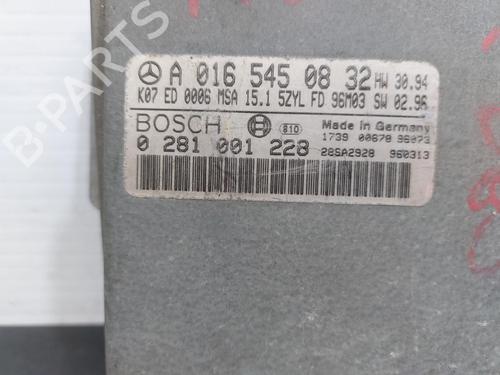 A 016 545 08 32 HW 30.94
K07 ED 0006 MSA 15.1 5ZYL FD 96M03 SW 02.96
BOSCH 810 Made in Germany
1739 00678 96073
0 281 001 228 28SA2928 960313
B-PARTS